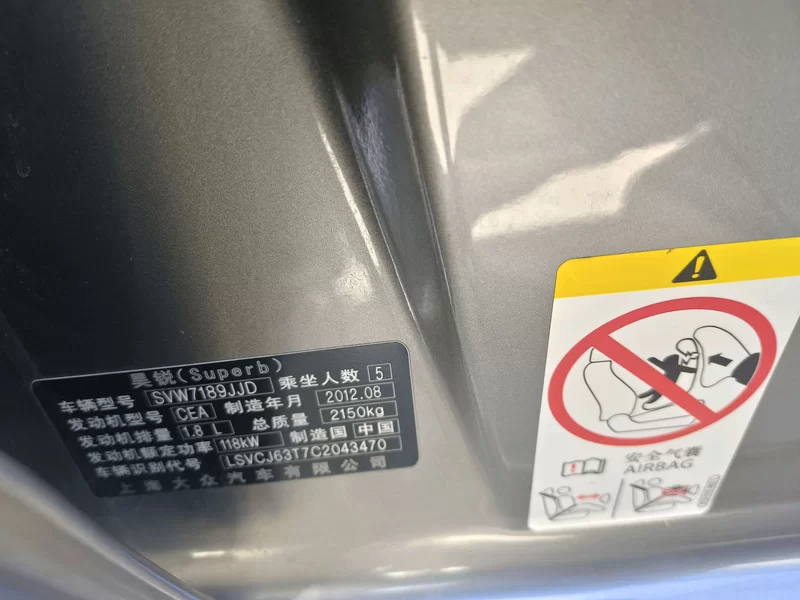 昊锐(Superb)
车辆型号 SVW7189JJD 乘坐人数 5
发动机型号 CEA 制造年月 2012.08
发动机排量 1.8 L 总质量 2150kg
发动机额定功率 118kW 制造国 中国
车辆识别代号 LSVCJ63T7C2043470
上海大众汽车有限公司
安全气囊
AIRBAG